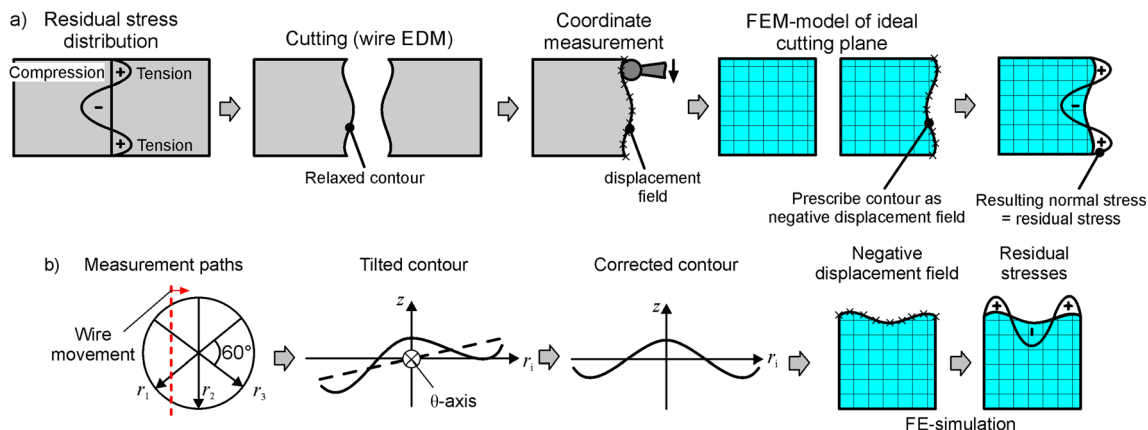 a)
Residual stress
distribution
Compression
+
Tension
-
+
Tension
Cutting (wire EDM)
Relaxed contour
Coordinate
measurement
displacement
field
FEM-model of ideal
cutting plane
Prescribe contour as
negative displacement field
+
-
+
Resulting normal stress
= residual stress
b)
Measurement paths
Wire
movement
60°
r₁
r₂
r₃
Tilted contour
z
rᵢ
θ-axis
Corrected contour
z
rᵢ
Negative
displacement field
Residual
stresses
+
+
-
FE-simulation